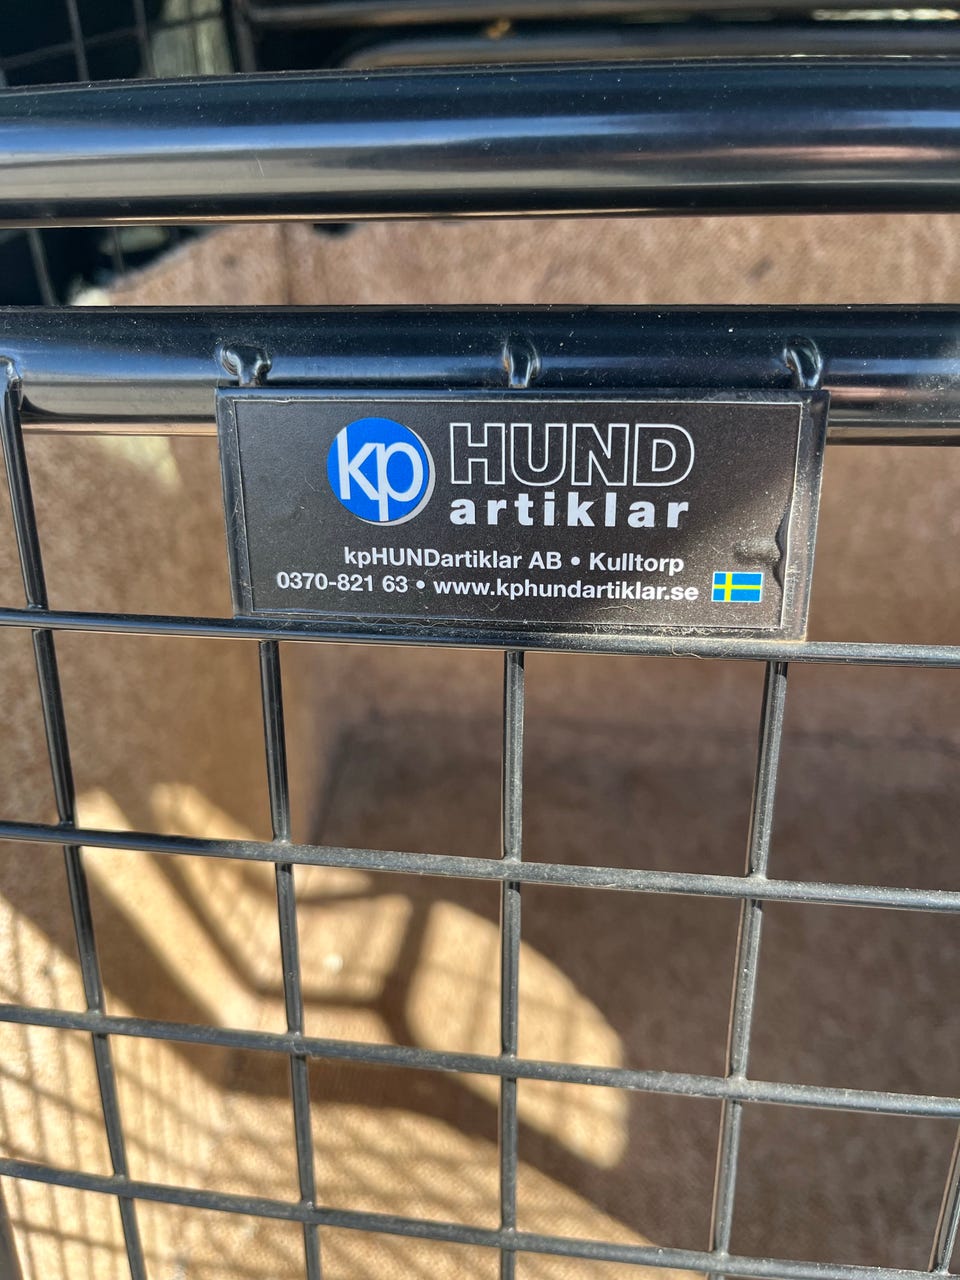 kp HUND
artiklar
kpHUNDartiklar AB • Kulltorp
0370-821 63 • www.kphundartiklar.se